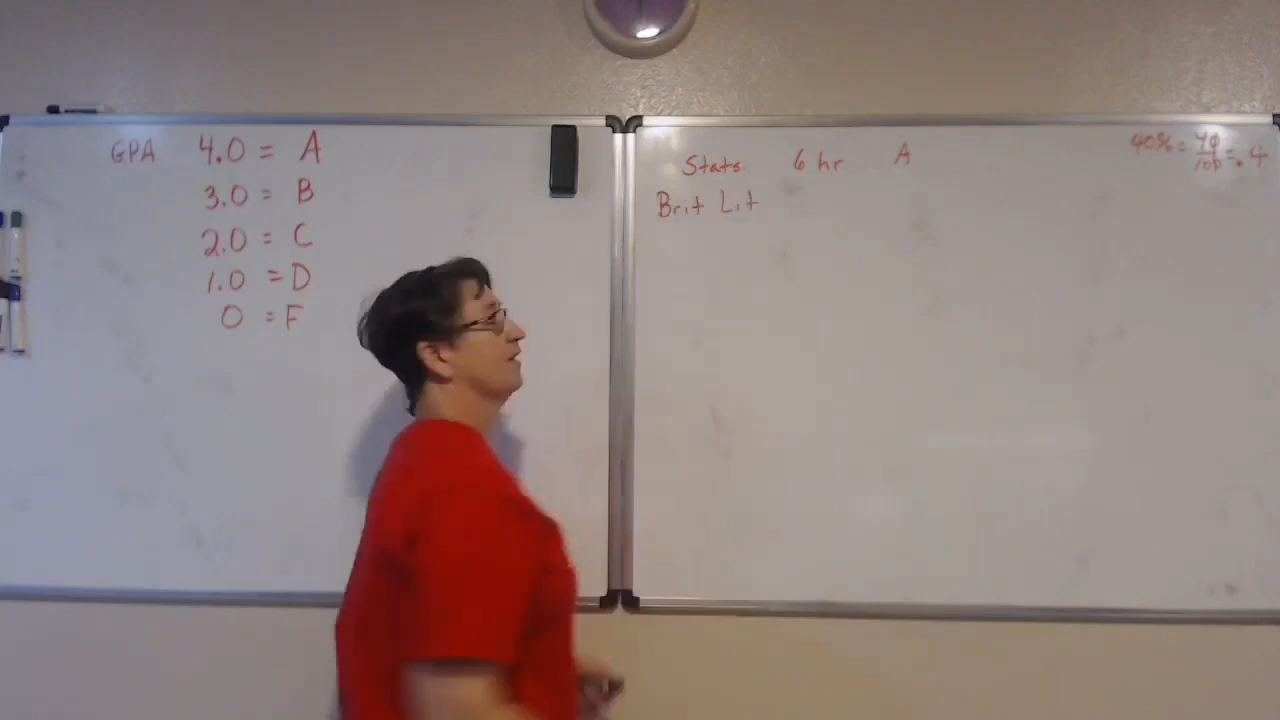 GPA 4.0 = A
3.0 = B
2.0 = C
1.0 = D
0 = F
Stats 6 hr A
Brit Lit
40% = 40/100 = .4